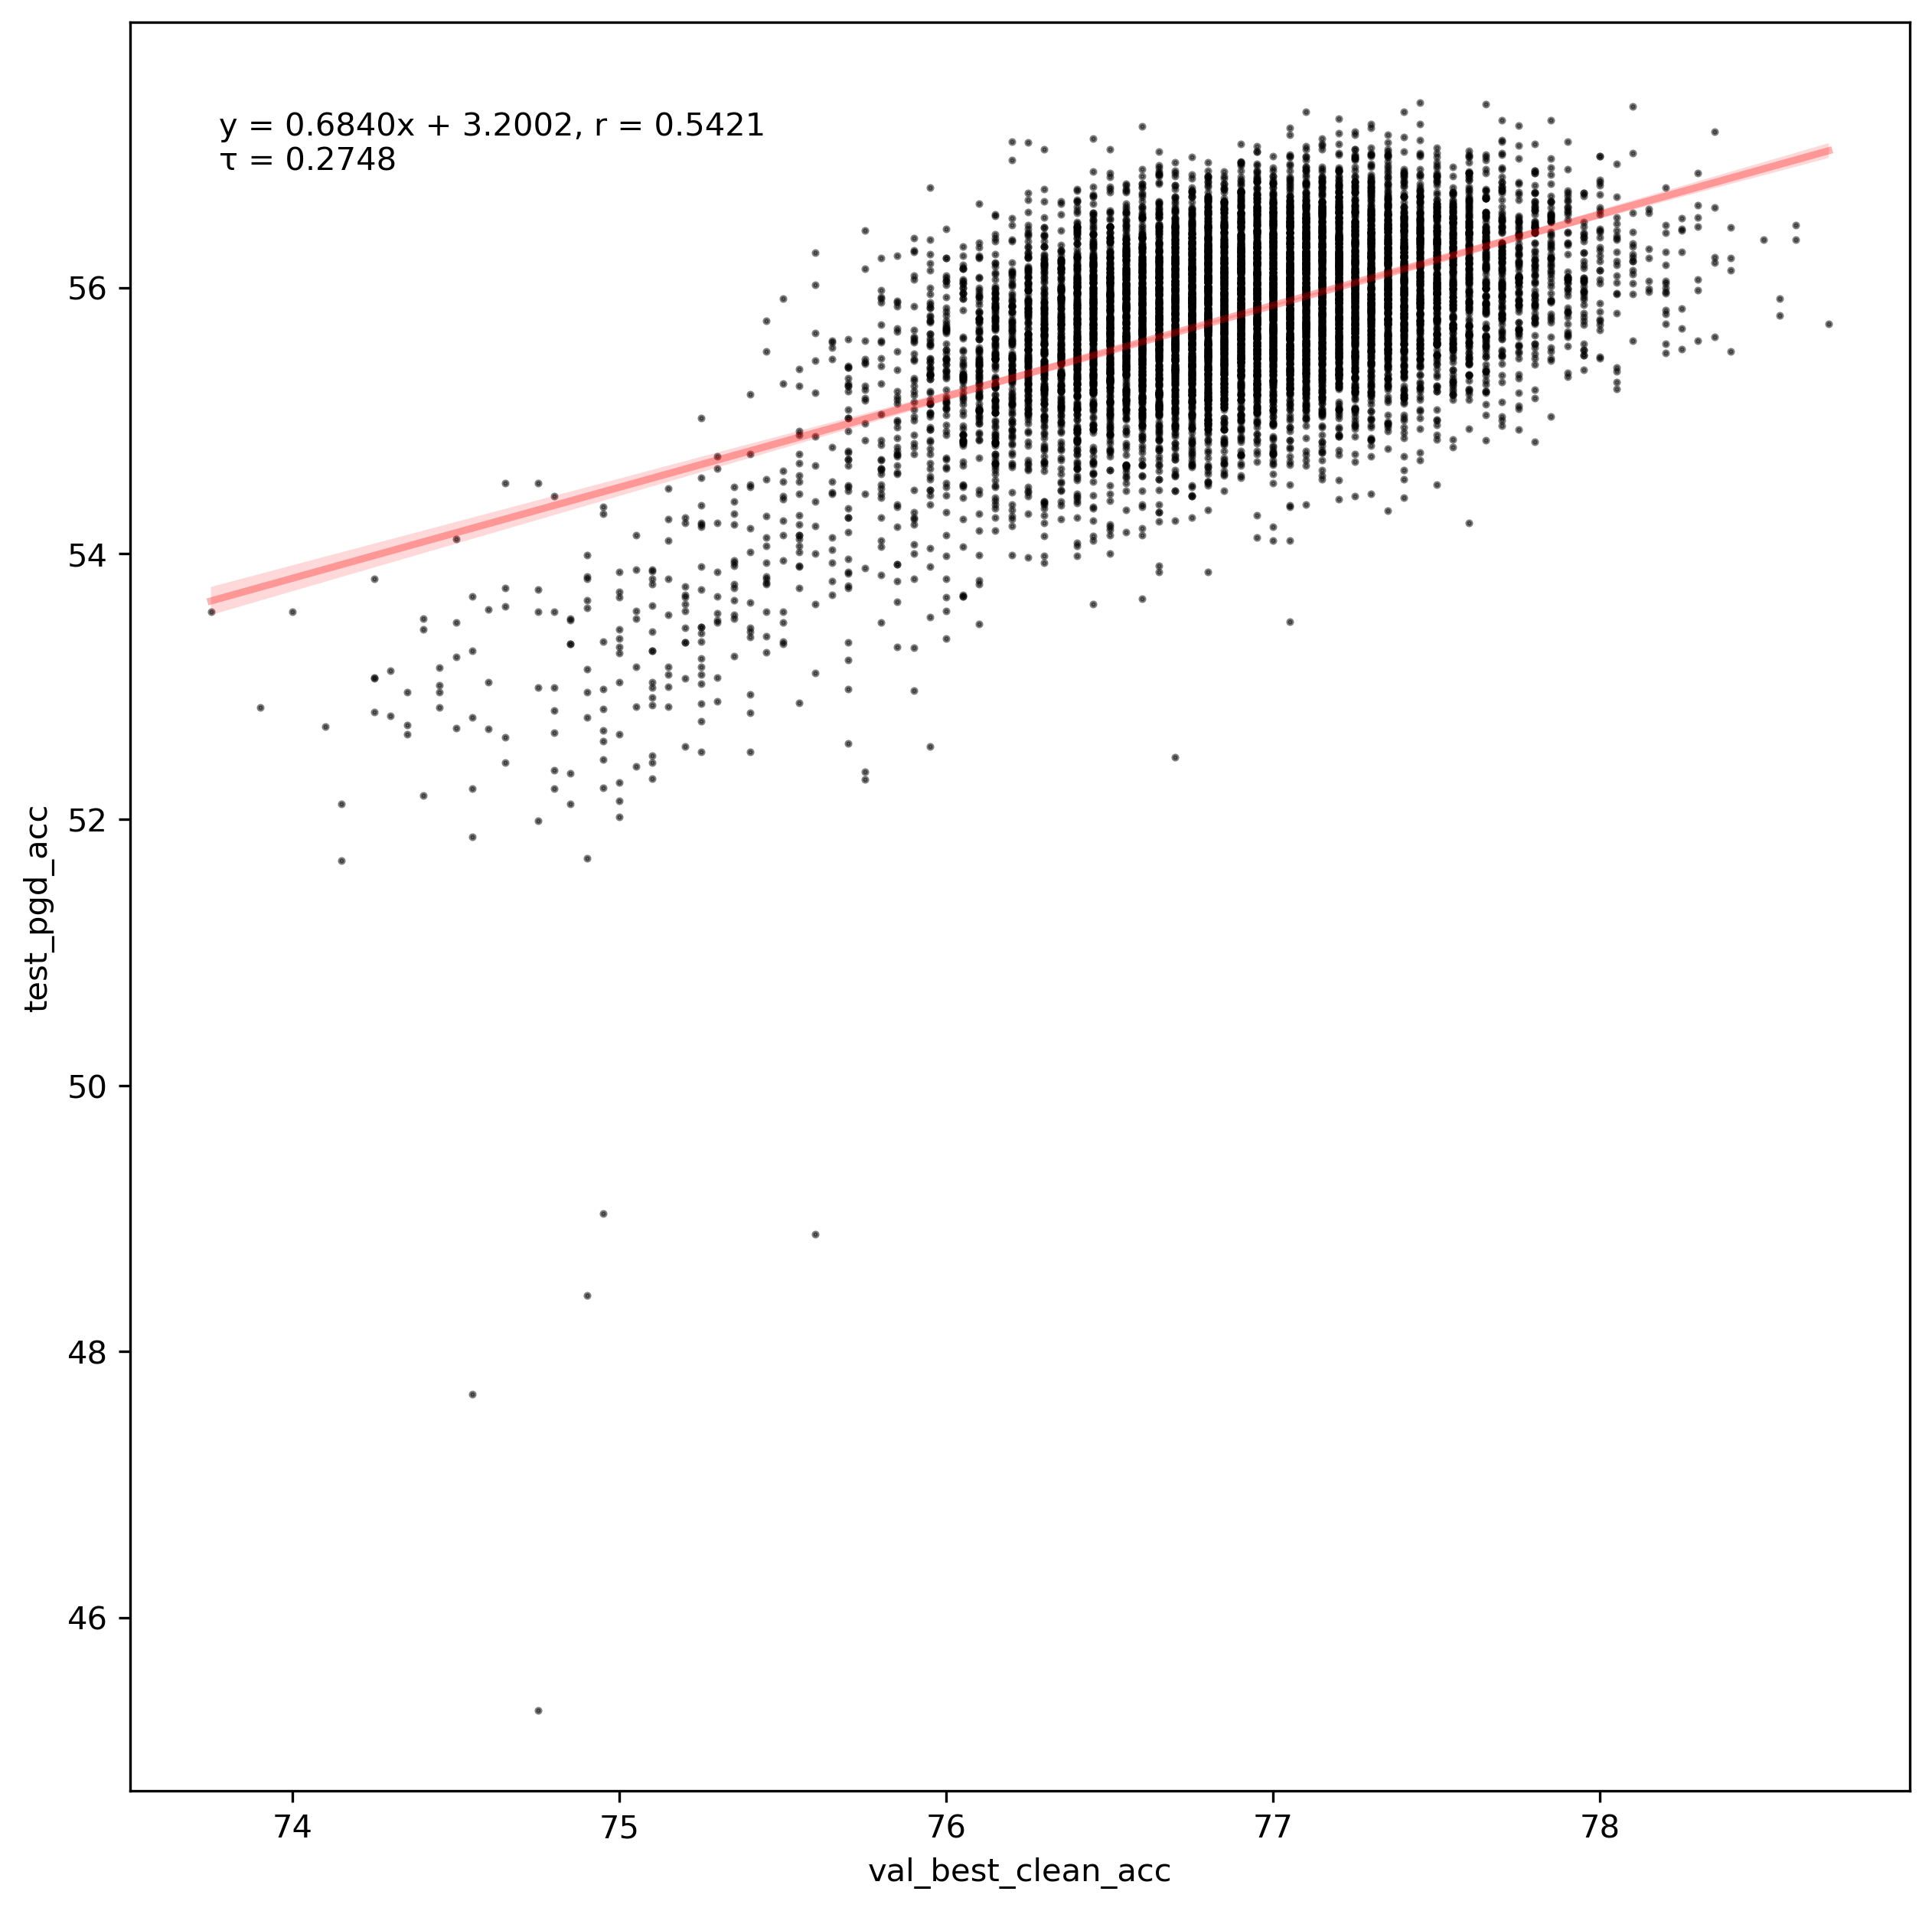 y = 0.6840x + 3.2002, r = 0.5421
τ = 0.2748
56
54
52
50
48
46
test_pgd_acc
74 75 76 77 78
val_best_clean_acc